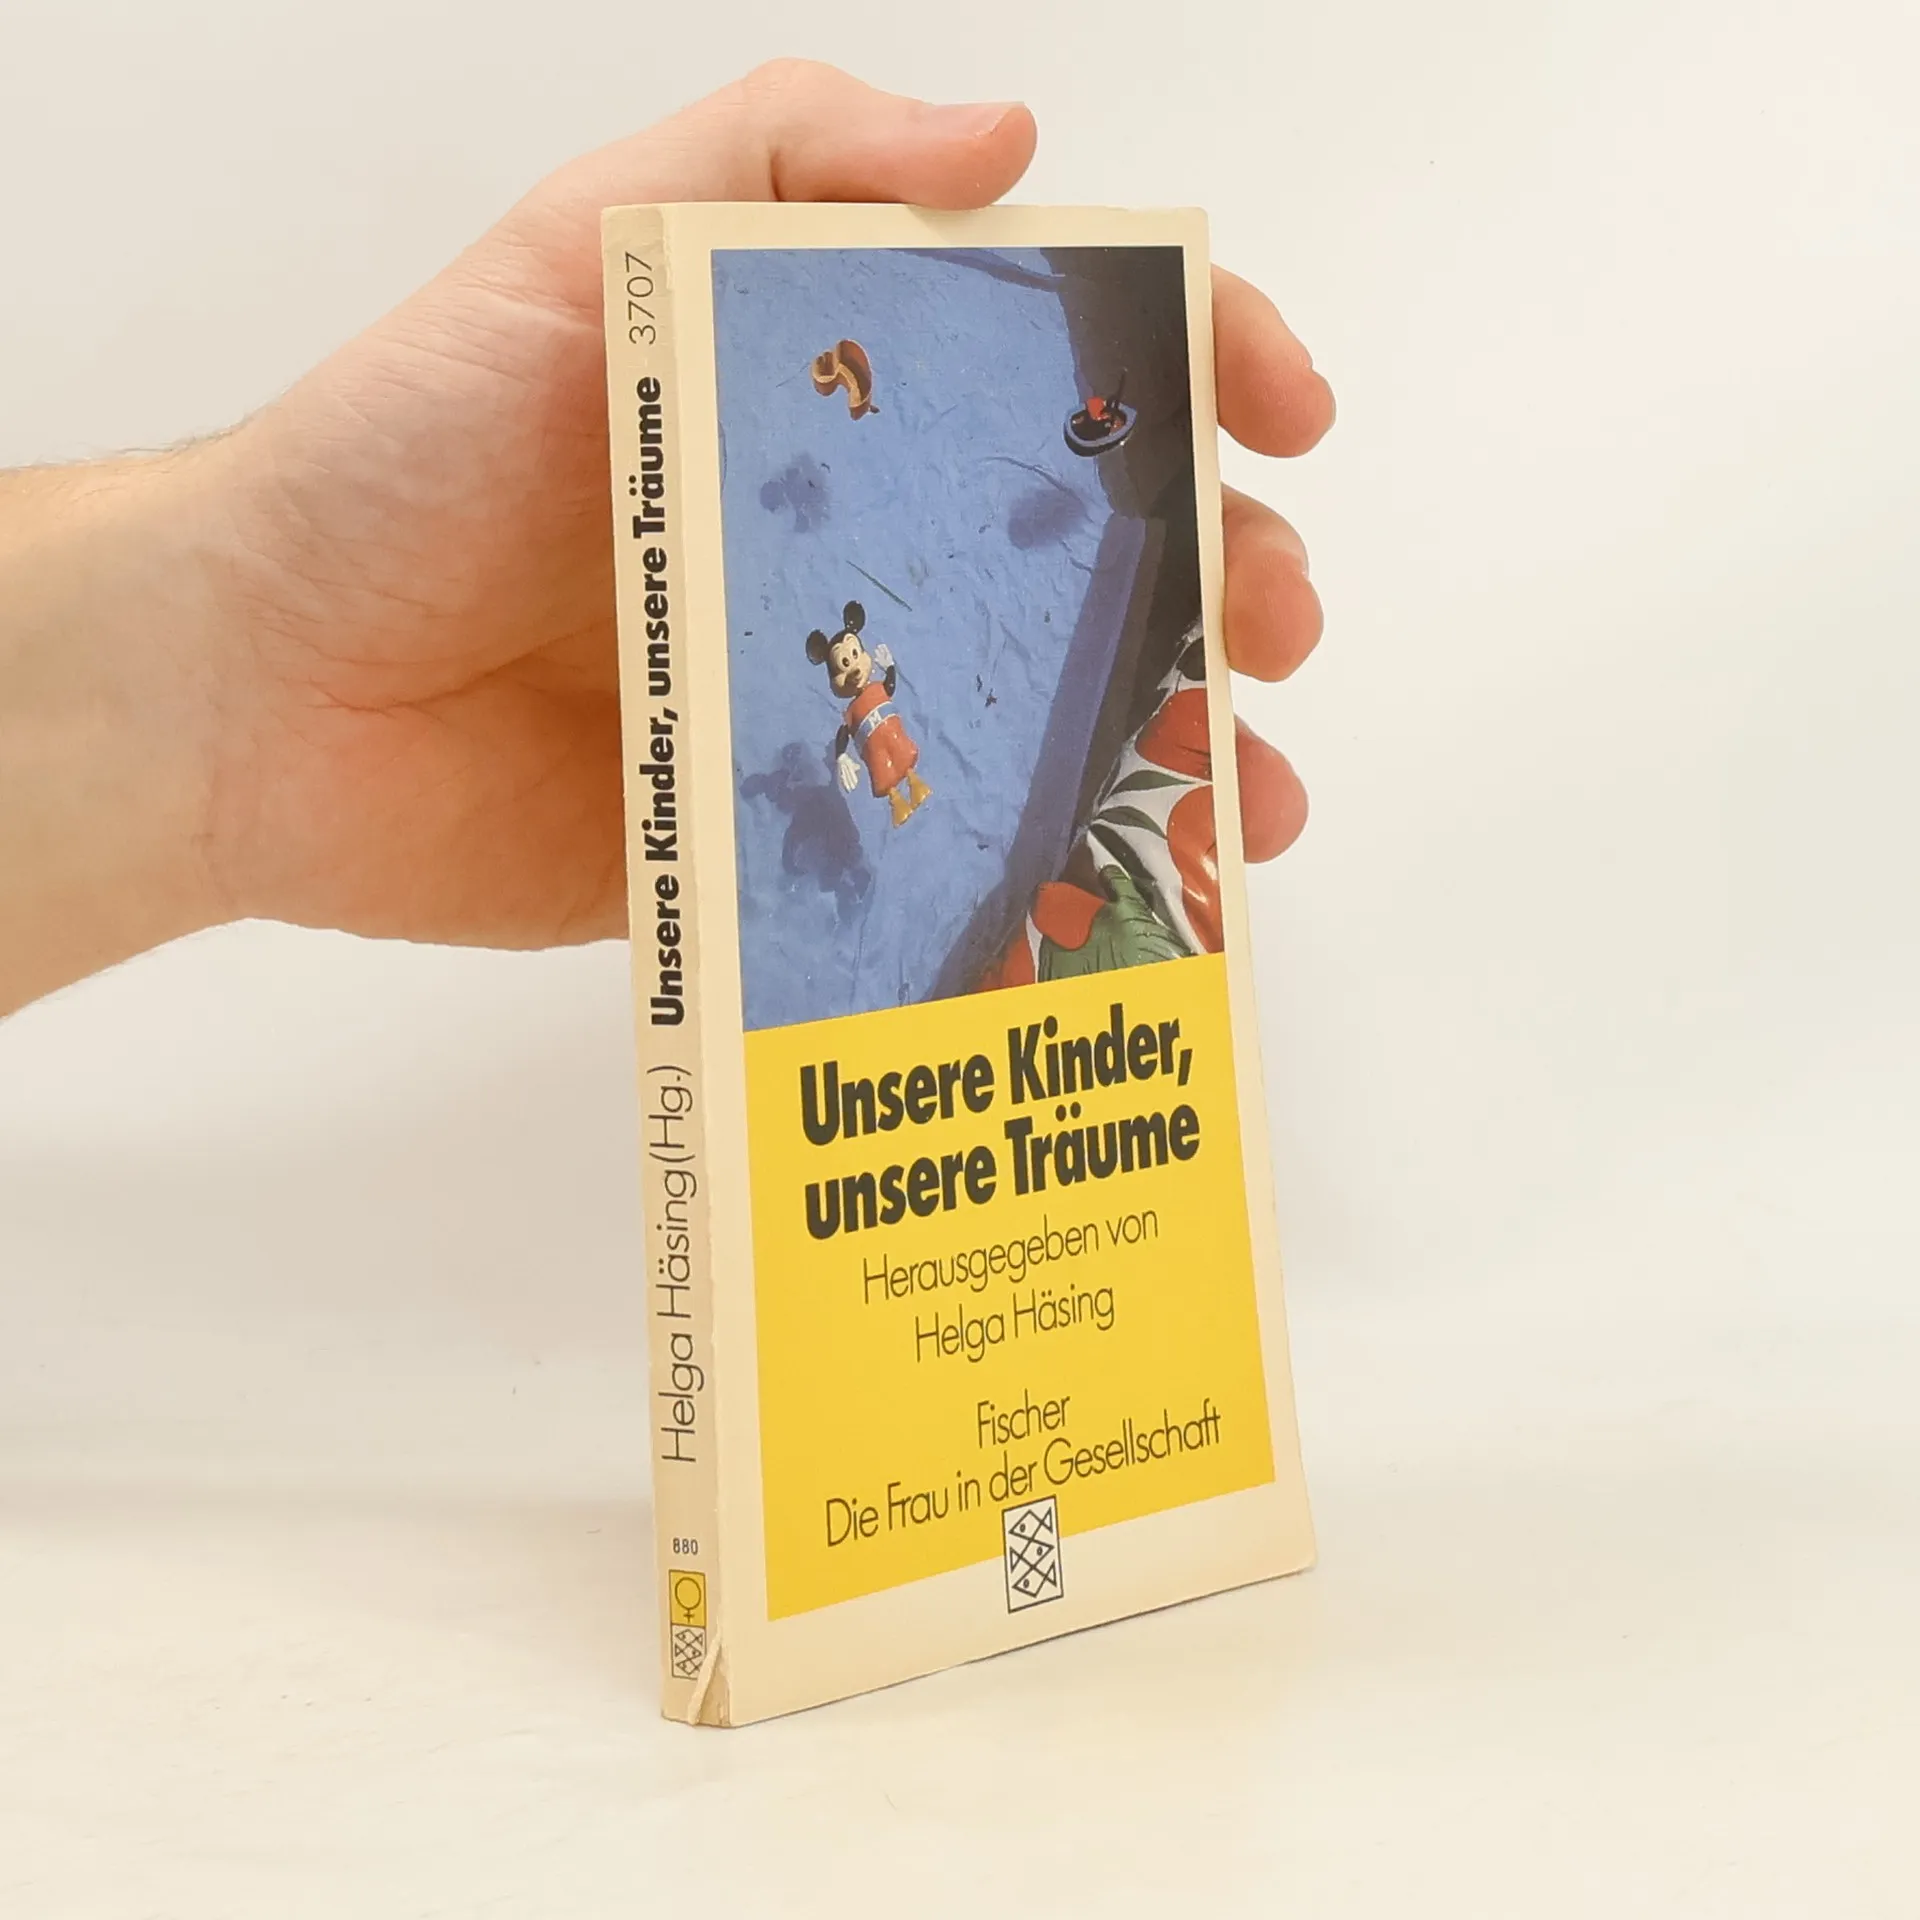 Helga Häsing (Hg.) Unsere Kinder, unsere Träume 3707
880
M
Unsere Kinder,
unsere Träume
Herausgegeben von
Helga Häsing
Fischer
Die Frau in der Gesellschaft